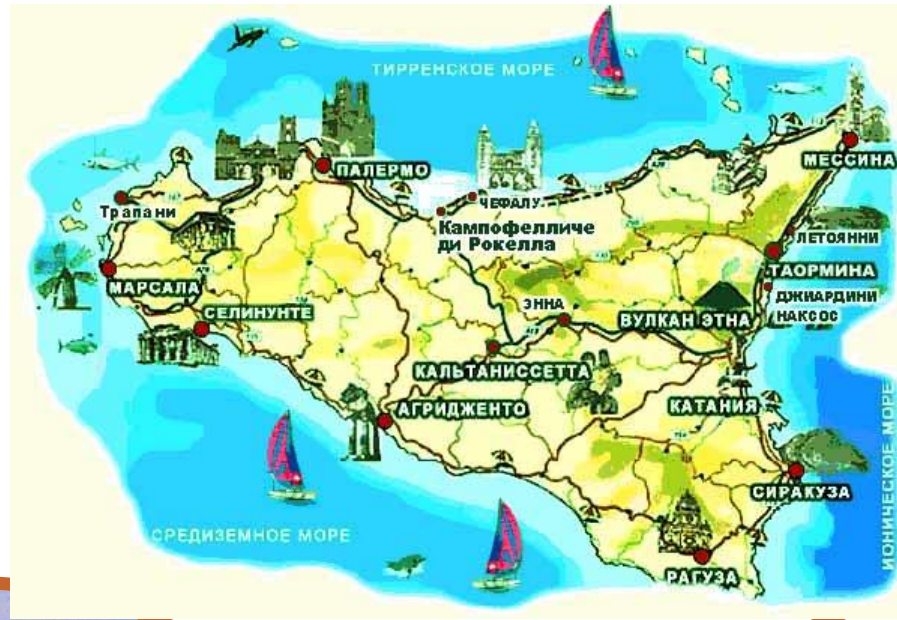 ТИРРЕНСКОЕ МОРЕ
МЕССИНА
ПАЛЕРМО
ЧЕФАЛУ
Трапани
Кампофелличе
ди Рокелла
ЛЕТОЯННИ
ТАОРМИНА
МАРСАЛА
ДЖИАРДИНИ
НАКСОС
СЕЛИНУНТЕ
ЭННА
ВУЛКАН ЭТНА
КАЛЬТАНИССЕТТА
АГРИДЖЕНТО
КАТАНИЯ
СИРАКУЗА
ИОНИЧЕСКОЕ МОРЕ
СРЕДИЗЕМНОЕ МОРЕ
РАГУЗА